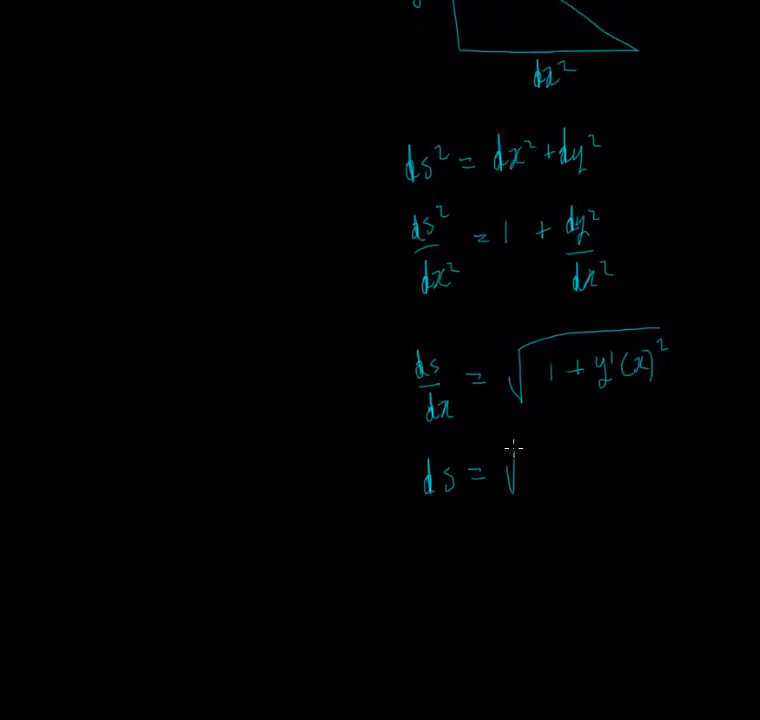 dx²
ds² = dx² + dy²
ds²/dx² = 1 + dy²/dx²
ds/dx = √(1 + y'(x)²)
ds = √